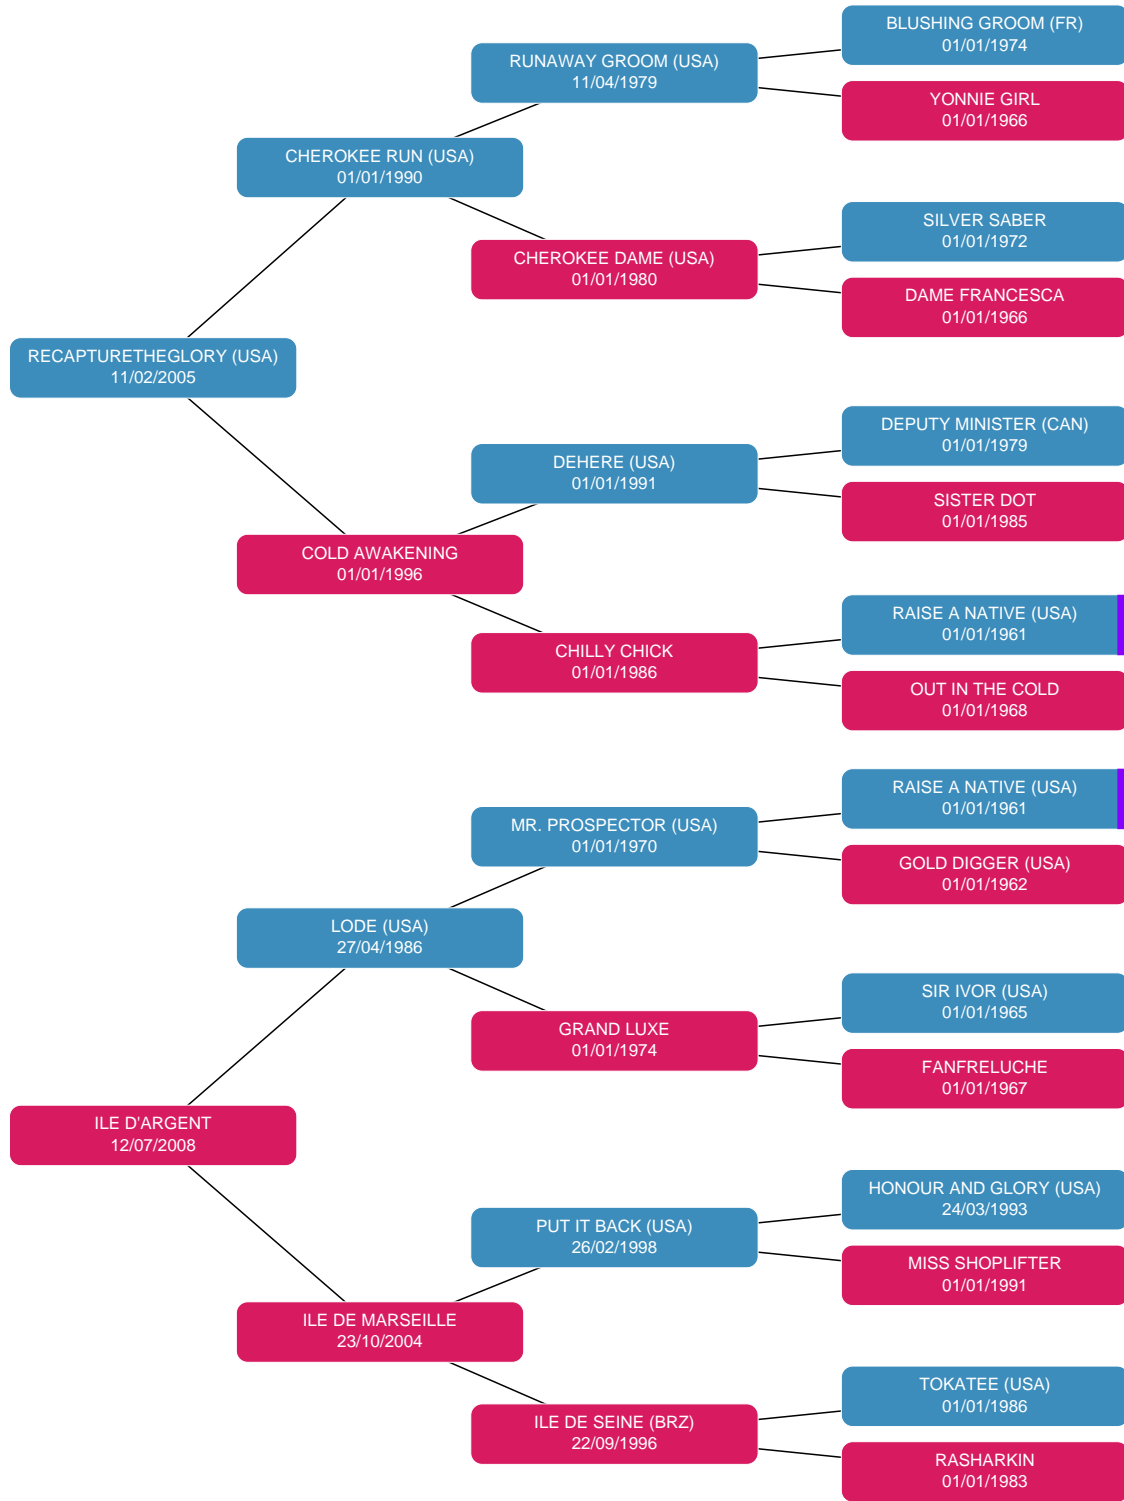 BLUSHING GROOM (FR)
01/01/1974
RUNAWAY GROOM (USA)
11/04/1979
YONNIE GIRL
01/01/1966
CHEROKEE RUN (USA)
01/01/1990
SILVER SABER
01/01/1972
CHEROKEE DAME (USA)
01/01/1980
DAME FRANCESCA
01/01/1966
RECAPTURETHEGLORY (USA)
11/02/2005
DEPUTY MINISTER (CAN)
01/01/1979
DEHERE (USA)
01/01/1991
SISTER DOT
01/01/1985
COLD AWAKENING
01/01/1996
RAISE A NATIVE (USA)
01/01/1961
CHILLY CHICK
01/01/1986
OUT IN THE COLD
01/01/1968
RAISE A NATIVE (USA)
01/01/1961
MR. PROSPECTOR (USA)
01/01/1970
GOLD DIGGER (USA)
01/01/1962
LODE (USA)
27/04/1986
SIR IVOR (USA)
01/01/1965
GRAND LUXE
01/01/1974
FANFRELUCHE
01/01/1967
ILE D'ARGENT
12/07/2008
HONOUR AND GLORY (USA)
24/03/1993
PUT IT BACK (USA)
26/02/1998
MISS SHOPLIFTER
01/01/1991
ILE DE MARSEILLE
23/10/2004
TOKATEE (USA)
01/01/1986
ILE DE SEINE (BRZ)
22/09/1996
RASHARKIN
01/01/1983